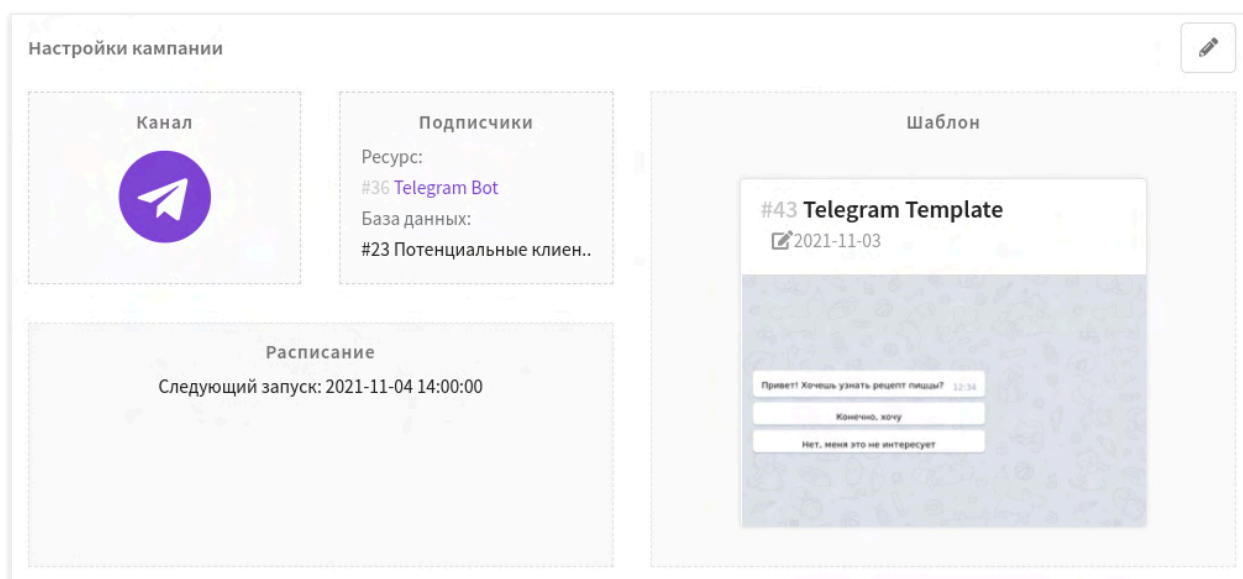 Настройки кампании
Канал
Подписчики
Ресурс:
#36 Telegram Bot
База данных:
#23 Потенциальные клиен..
Расписание
Следующий запуск: 2021-11-04 14:00:00
Шаблон
#43 Telegram Template
2021-11-03
Привет! Хочешь узнать рецепт пиццы? 12:34
Конечно, хочу
Нет, меня это не интересует